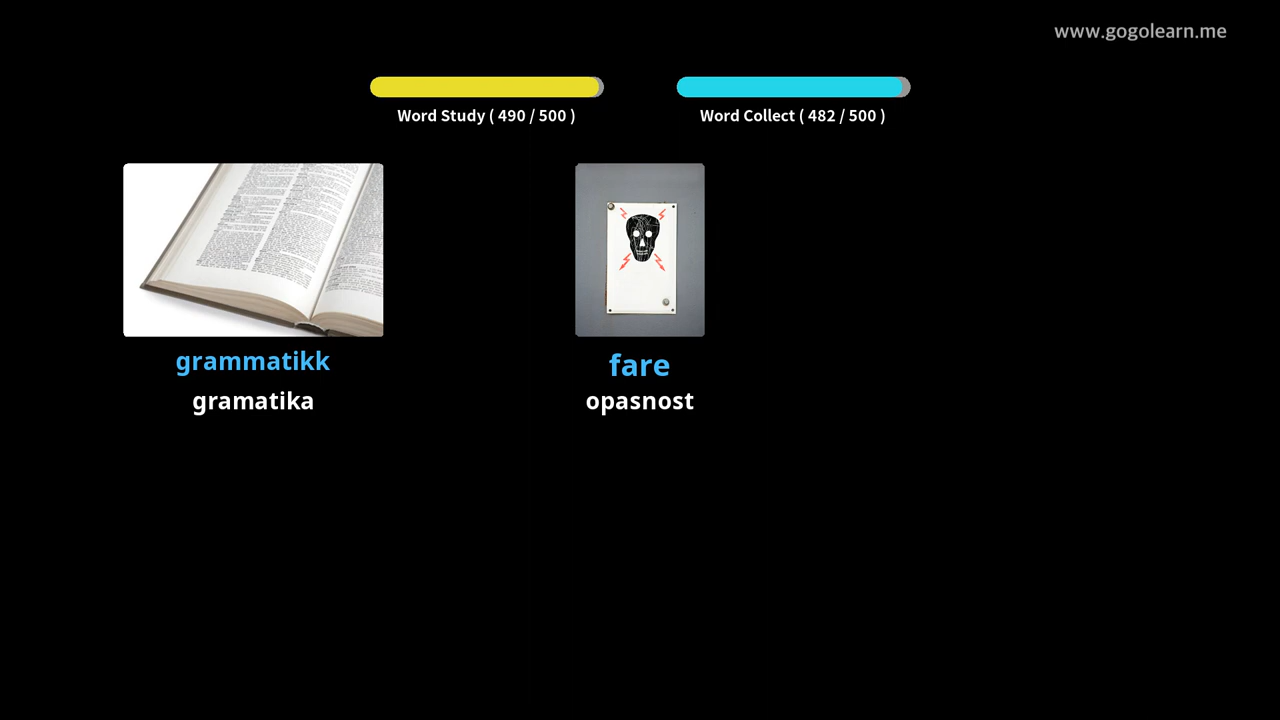 www.gogolearn.me
Word Study ( 490 / 500 )
Word Collect ( 482 / 500 )
grammatikk
gramatika
fare
opasnost